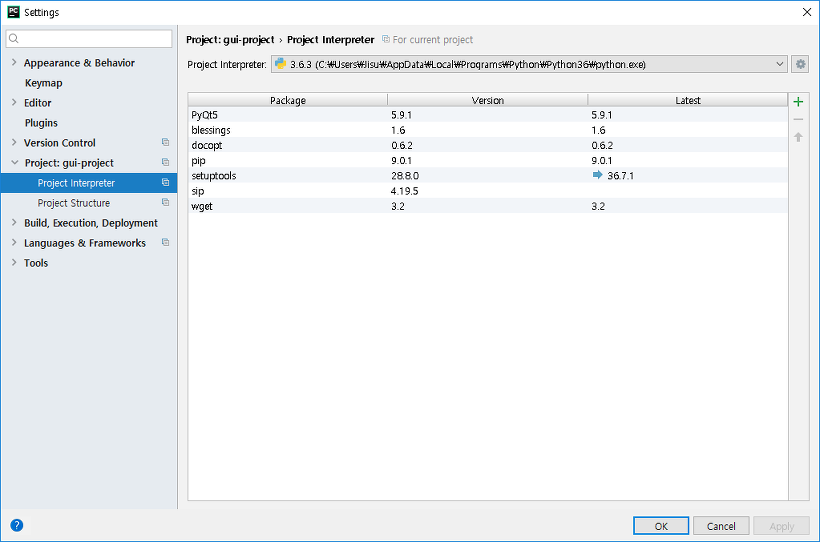 PC Settings
Project: gui-project › Project Interpreter For current project
Appearance & Behavior
Keymap
Editor
Plugins
Version Control
Project: gui-project
Project Interpreter
Project Structure
Build, Execution, Deployment
Languages & Frameworks
Tools
Project Interpreter: 3.6.3 (C:₩Users₩Jisu₩AppData₩Local₩Programs₩Python₩Python36₩python.exe)
Package Version Latest
PyQt5 5.9.1 5.9.1
blessings 1.6 1.6
docopt 0.6.2 0.6.2
pip 9.0.1 9.0.1
setuptools 28.8.0 36.7.1
sip 4.19.5
wget 3.2 3.2
? OK Cancel Apply